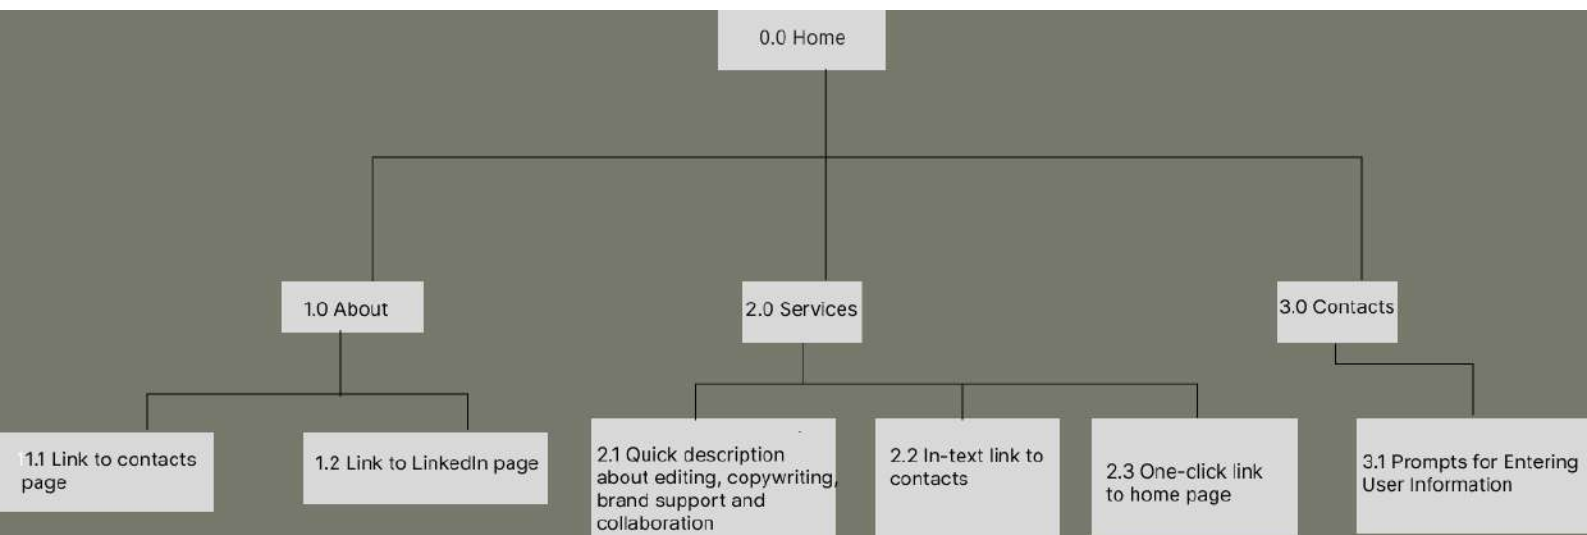 0.0 Home
1.0 About
2.0 Services
3.0 Contacts
1.1 Link to contacts
page
1.2 Link to LinkedIn page
2.1 Quick description
about editing, copywriting,
brand support and
collaboration
2.2 In-text link to
contacts
2.3 One-click link
to home page
3.1 Prompts for Entering
User Information